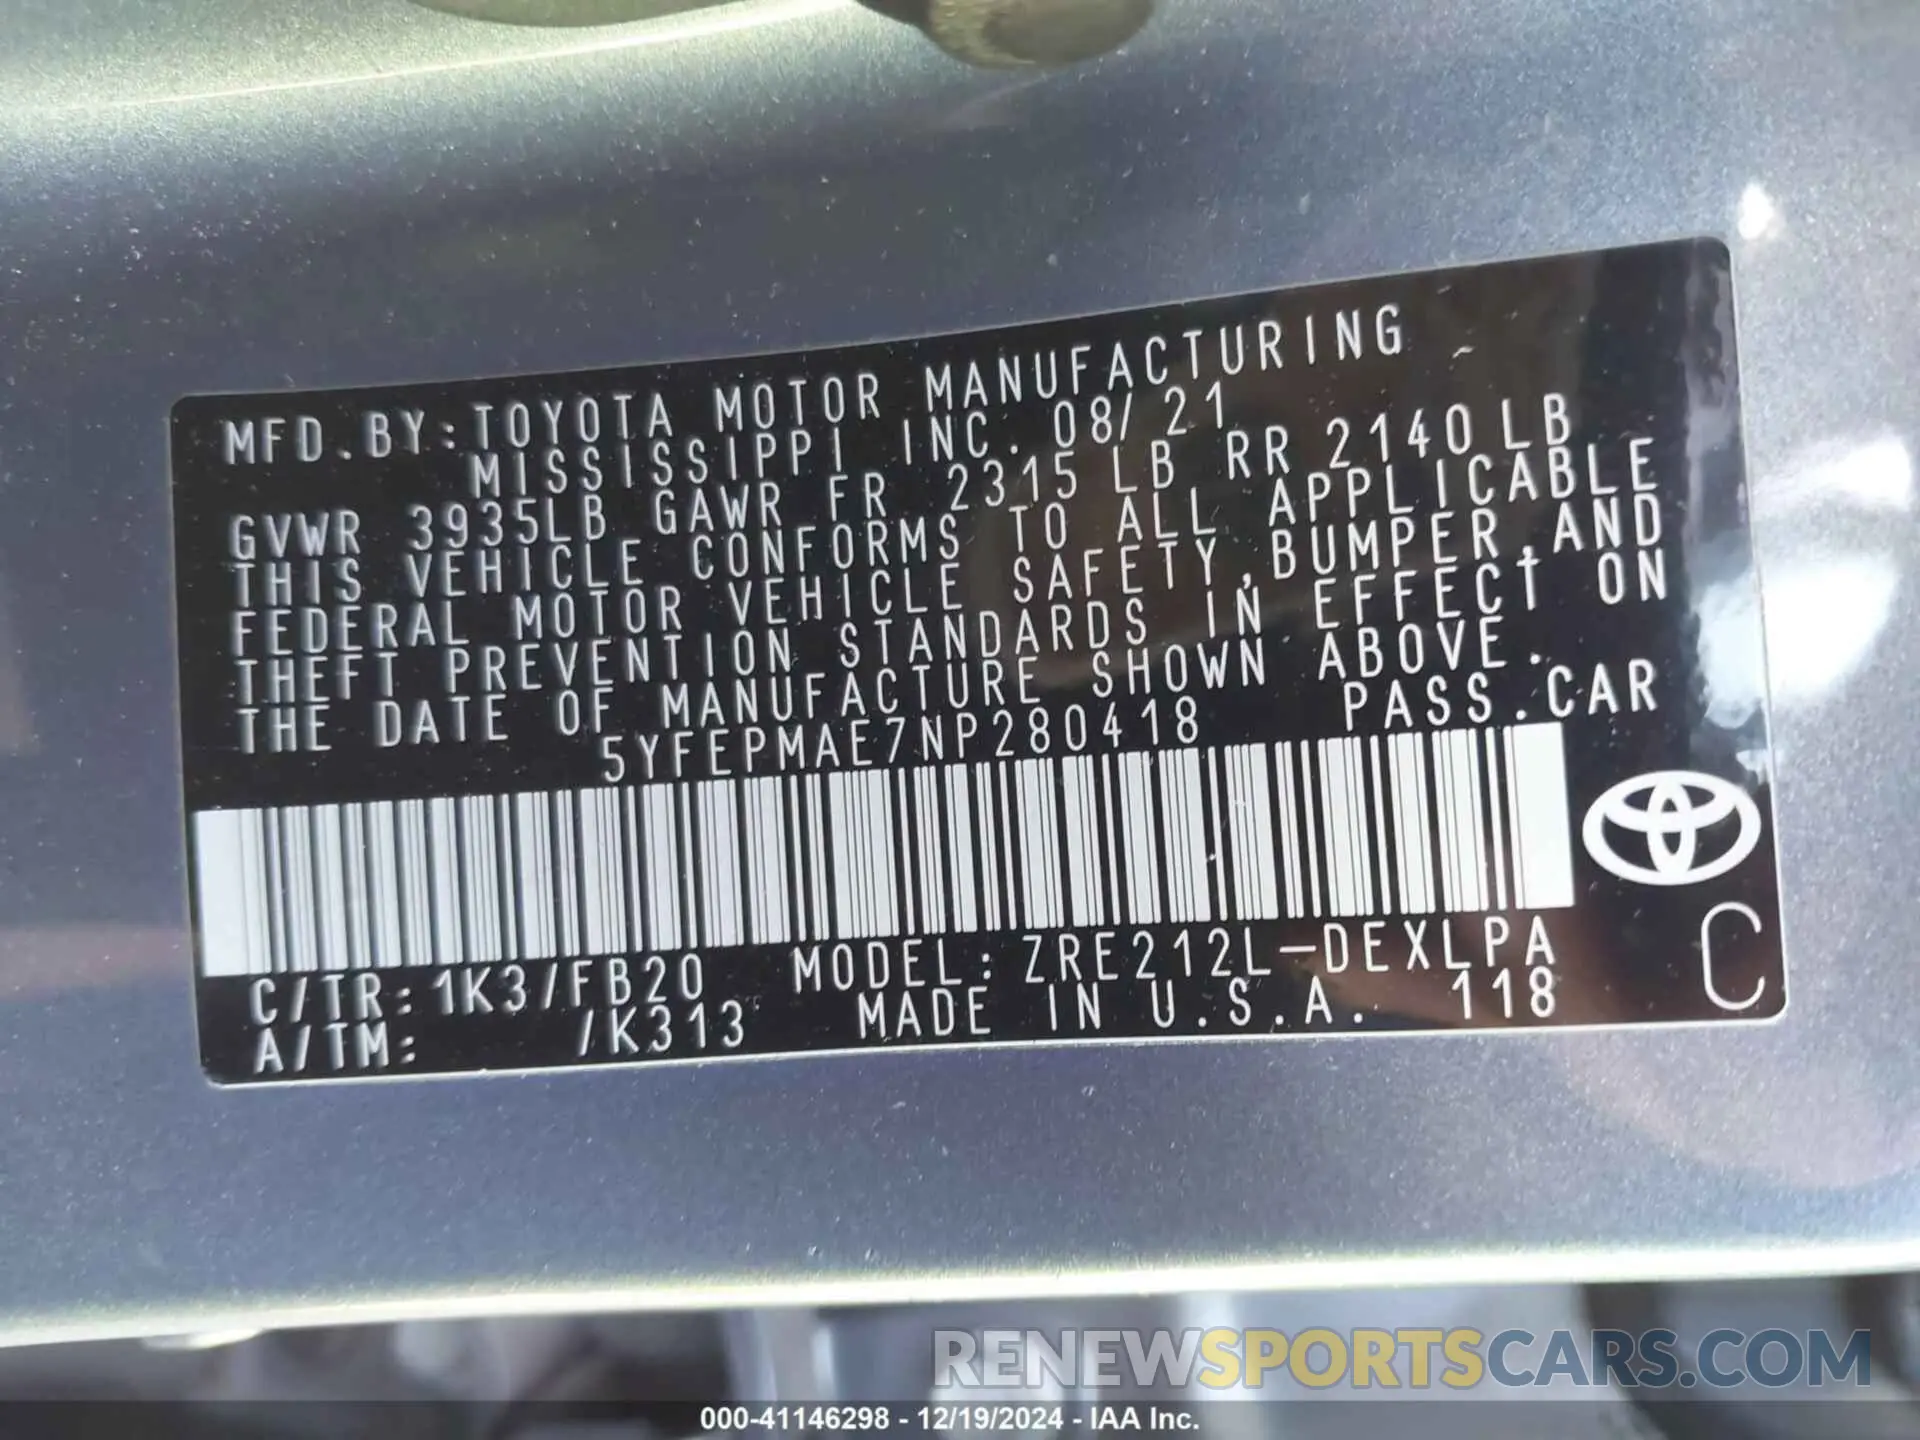 MFD.BY:TOYOTA MOTOR MANUFACTURING
MISSISSIPPI INC. 08/21
GVWR 3935LB GAWR FR 2315 LB RR 2140LB
THIS VEHICLE CONFORMS TO ALL APPLICABLE
FEDERAL MOTOR VEHICLE SAFETY,BUMPER,AND
THEFT PREVENTION STANDARDS IN EFFECT ON
THE DATE OF MANUFACTURE SHOWN ABOVE.
5YFEPMAE7NP280418 PASS.CAR
C/TR:1K3/FB20 MODEL:ZRE212L-DEXLPA
A/TM: /K313 MADE IN U.S.A. 118
C
RENEWSPORTSCARS.COM
000-41146298 - 12/19/2024 - IAA Inc.